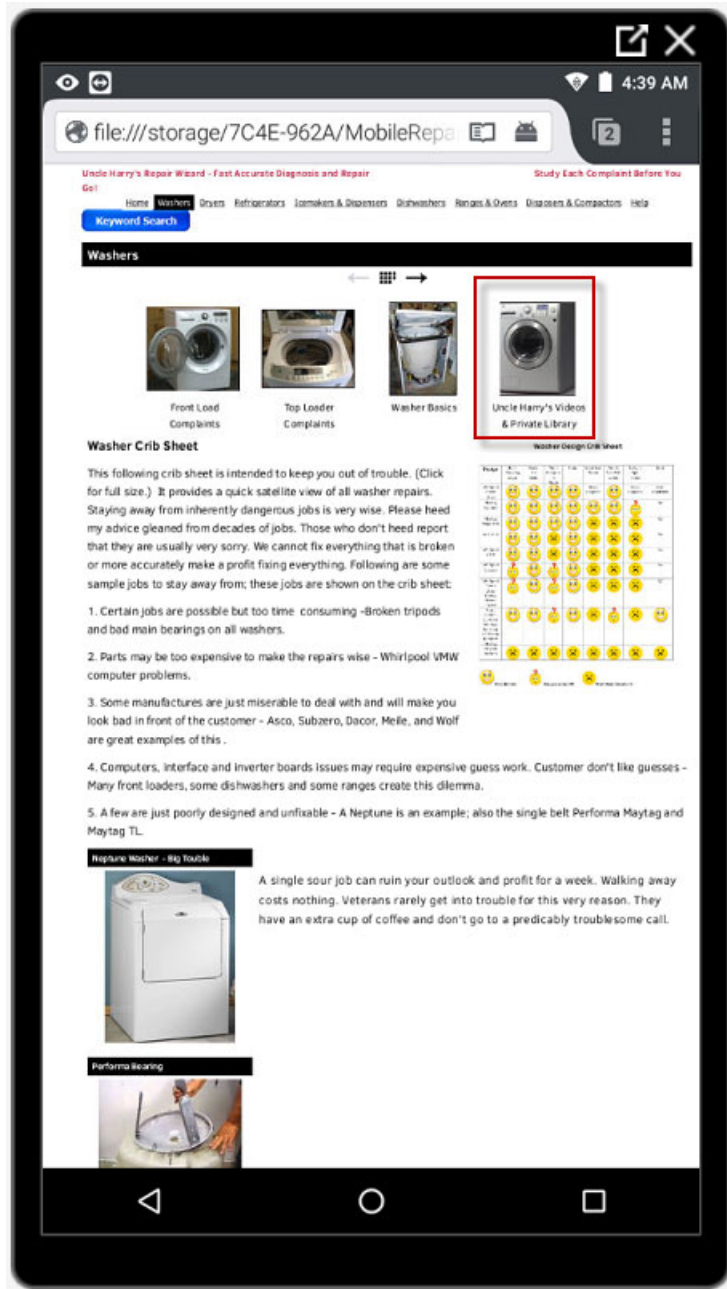 4:39 AM
file:///storage/7C4E-962A/MobileRepa
2
Uncle Harry's Repair Wizard - Fast Accurate Diagnosis and Repair Study Each Complaint Before You
Go!
Home Washers Dryers Refrigerators Icemakers & Dispensers Dishwashers Ranges & Ovens Disposers & Compactors Help
Keyword Search
Washers
Front Load
Complaints
Top Loader
Complaints
Washer Basics
Uncle Harry's Videos
& Private Library
Washer Crib Sheet
Washer Design Crib Sheet
This following crib sheet is intended to keep you out of trouble. (Click
for full size.) It provides a quick satellite view of all washer repairs.
Staying away from inherently dangerous jobs is very wise. Please heed
my advice gleaned from decades of jobs. Those who don't heed report
that they are usually very sorry. We cannot fix everything that is broken
or more accurately make a profit fixing everything. Following are some
sample jobs to stay away from; these jobs are shown on the crib sheet:
1. Certain jobs are possible but too time consuming -Broken tripods
and bad main bearings on all washers.
2. Parts may be too expensive to make the repairs wise - Whirlpool VMW
computer problems.
3. Some manufactures are just miserable to deal with and will make you
look bad in front of the customer - Asco, Subzero, Dacor, Meile, and Wolf
are great examples of this .
4. Computers, interface and inverter boards issues may require expensive guess work. Customer don't like guesses -
Many front loaders, some dishwashers and some ranges create this dilemma.
5. A few are just poorly designed and unfixable - A Neptune is an example; also the single belt Performa Maytag and
Maytag TL.
Neptune Washer - Big Touble
A single sour job can ruin your outlook and profit for a week. Walking away
costs nothing. Veterans rarely get into trouble for this very reason. They
have an extra cup of coffee and don't go to a predicably troublesome call.
Performa Bearing